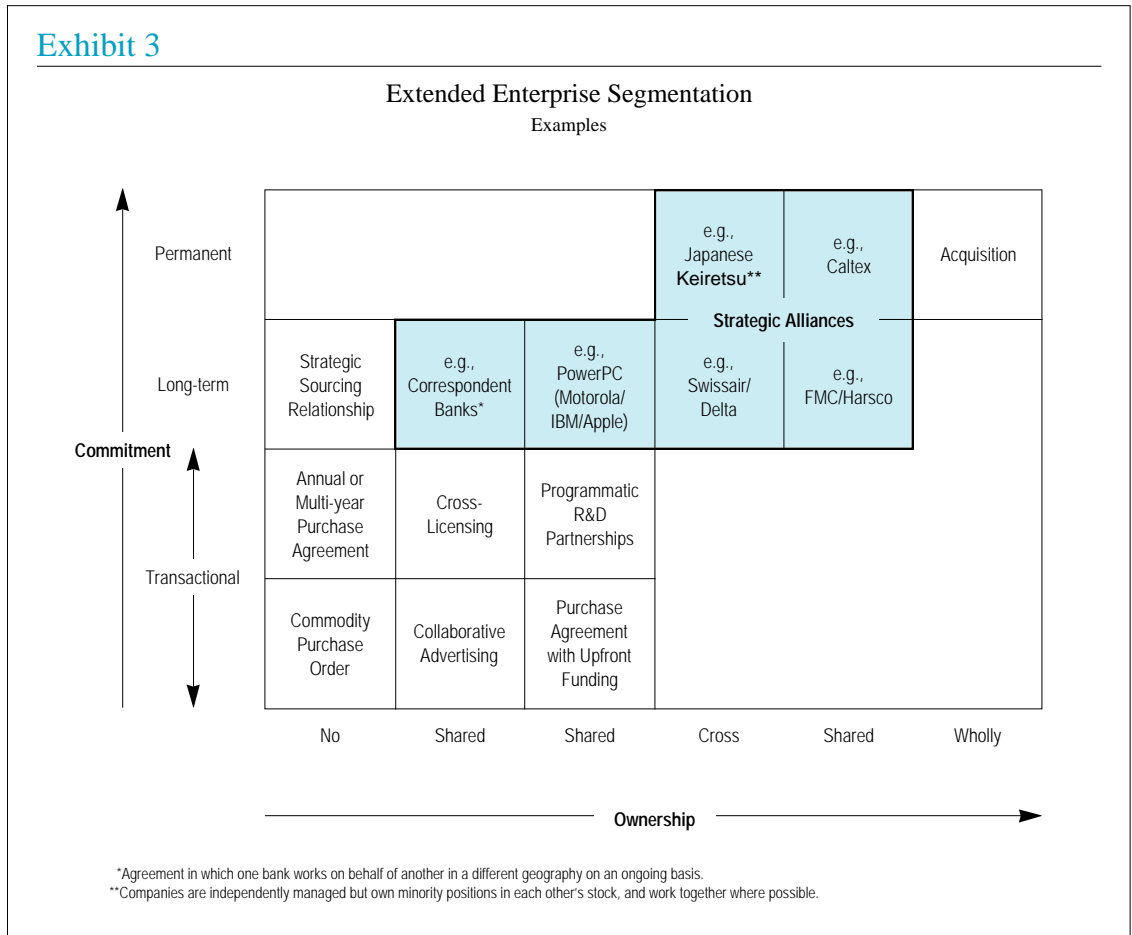 Exhibit 3
Extended Enterprise Segmentation
Examples
Permanent
e.g.,
Japanese
Keiretsu**
e.g.,
Caltex
Acquisition
Strategic Alliances
Long-term
Strategic
Sourcing
Relationship
e.g.,
Correspondent
Banks*
e.g.,
PowerPC
(Motorola/
IBM/Apple)
e.g.,
Swissair/
Delta
e.g.,
FMC/Harsco
Commitment
Annual or
Multi-year
Purchase
Agreement
Cross-
Licensing
Programmatic
R&D
Partnerships
Transactional
Commodity
Purchase
Order
Collaborative
Advertising
Purchase
Agreement
with Upfront
Funding
No
Shared
Shared
Cross
Shared
Wholly
Ownership
*Agreement in which one bank works on behalf of another in a different geography on an ongoing basis.
**Companies are independently managed but own minority positions in each other's stock, and work together where possible.